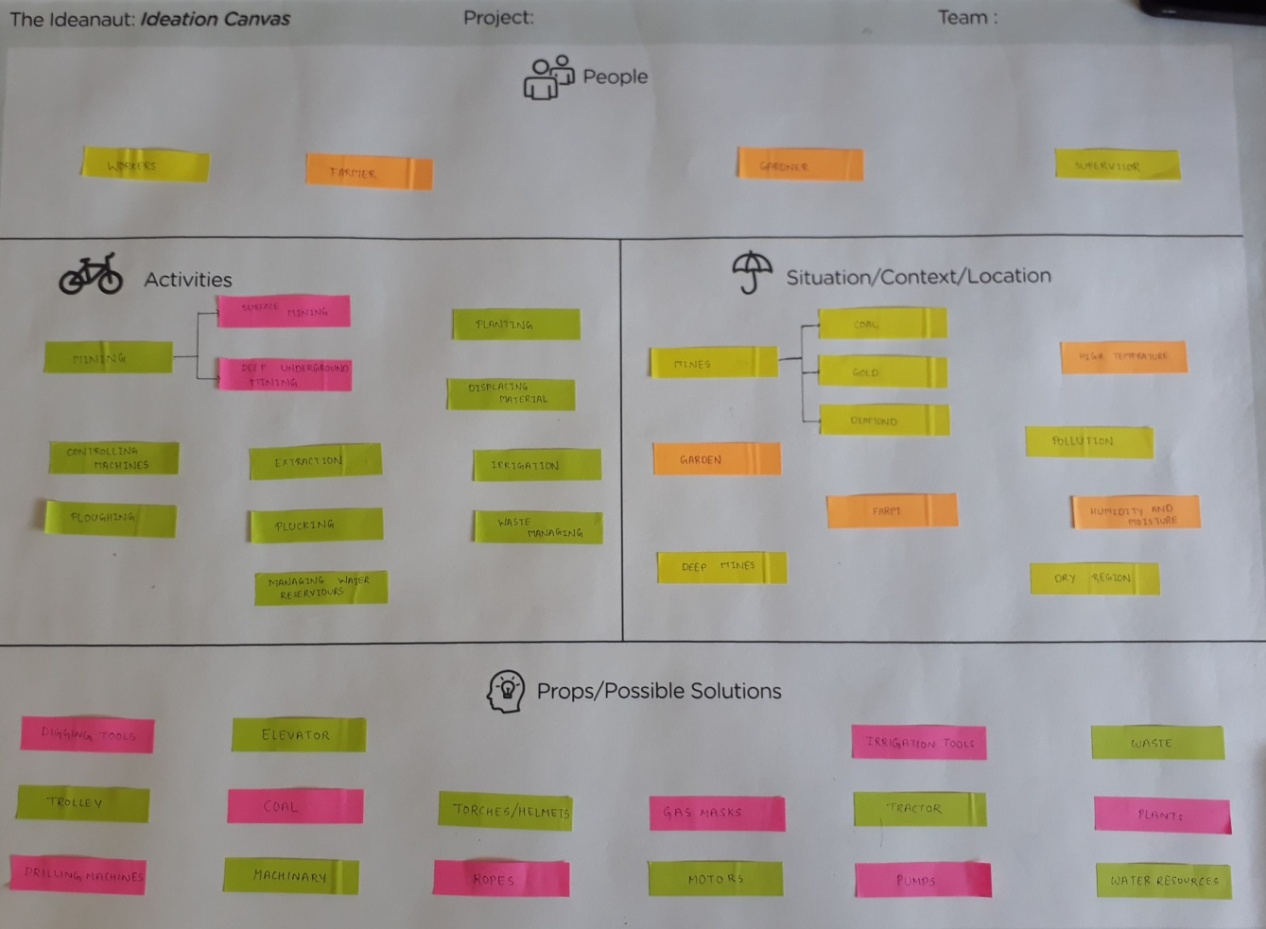 The Ideanaut: Ideation Canvas
Project:
Team :
People
WORKERS
FARMER
GARDNER
SUPERVISOR
Activities
MINING
SURFACE MINING
DEEP UNDERGROUND
MINING
PLANTING
DISPLACING
MATERIAL
CONTROLLING
MACHINES
EXTRACTION
IRRIGATION
PLOUGHING
PLUCKING
WASTE
MANAGING
MANAGING WATER
RESERVIOURS
Situation/Context/Location
MINES
COAL
GOLD
DIAMOND
HIGH TEMPERATURE
POLLUTION
GARDEN
FARM
HUMIDITY AND
MOISTURE
DEEP MINES
DRY REGION
Props/Possible Solutions
DIGGING TOOLS
ELEVATOR
IRRIGATION TOOLS
WASTE
TROLLEY
COAL
TORCHES/HELMETS
GAS MASKS
TRACTOR
PLANTS
DRILLING MACHINES
MACHINARY
ROPES
MOTORS
PUMPS
WATER RESOURCES